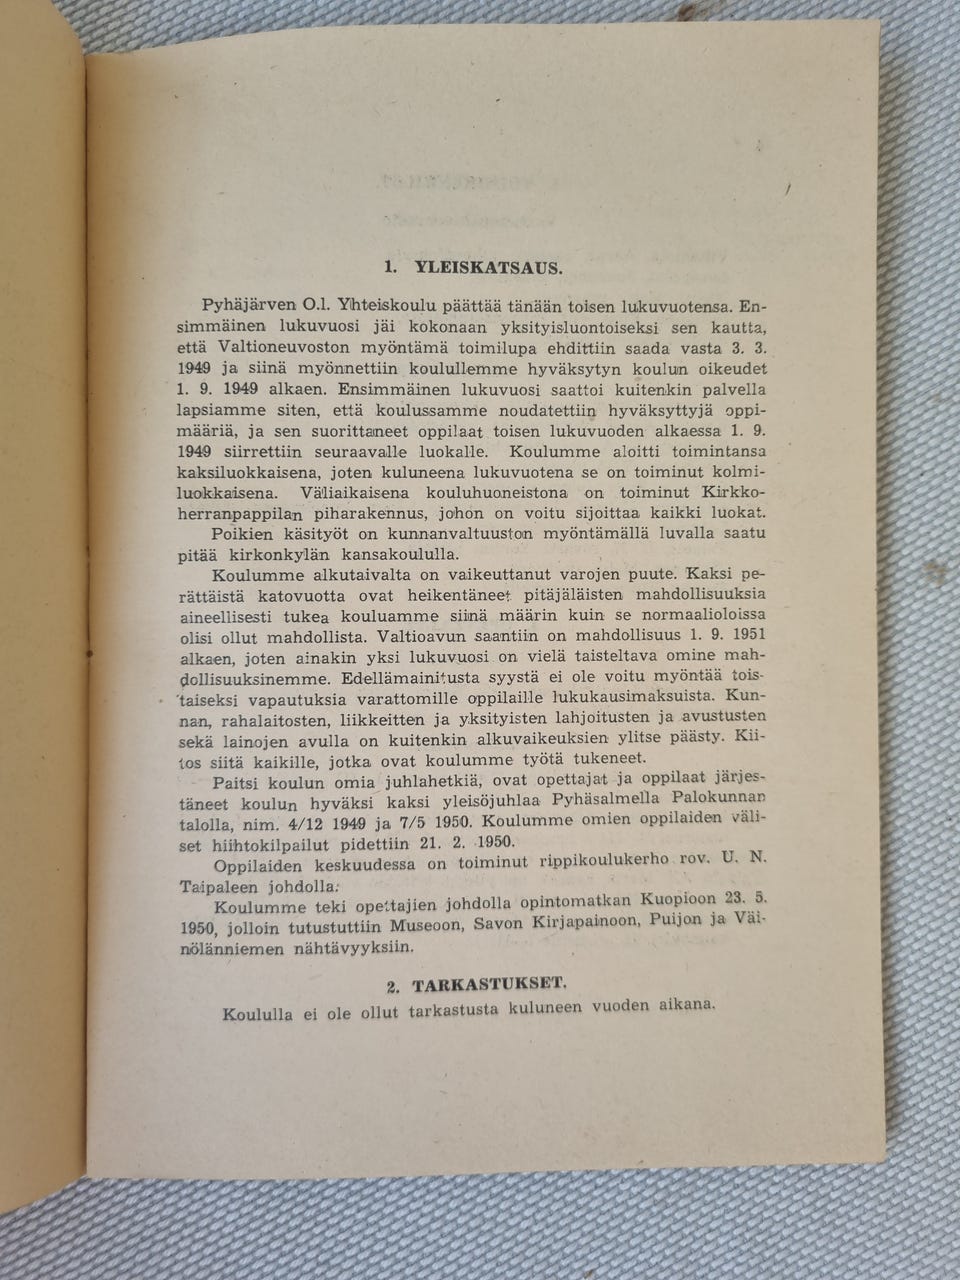 1. YLEISKATSAUS.
Pyhäjärven O.l. Yhteiskoulu päättää tänään toisen lukuvuotensa. En-
simmäinen lukuvuosi jäi kokonaan yksityisluontoiseksi sen kautta,
että Valtioneuvoston myöntämä toimilupa ehdittiin saada vasta 3. 3.
1949 ja siinä myönnettiin koulullemme hyväksytyn koulun oikeudet
1. 9. 1949 alkaen. Ensimmäinen lukuvuosi saattoi kuitenkin palvella
lapsiamme siten, että koulussamme noudatettiin hyväksyttyjä oppi-
määriä, ja sen suorittaneet oppilaat toisen lukuvuoden alkaessa 1. 9.
1949 siirrettiin seuraavalle luokalle. Koulumme aloitti toimintansa
kaksiluokkaisena, joten kuluneena lukuvuotena se on toiminut kolmi-
luokkaisena. Väliaikaisena kouluhuoneistona on toiminut Kirkko-
herranpappilan piharakennus, johon on voitu sijoittaa kaikki luokat.
Poikien käsityöt on kunnanvaltuuston myöntämällä luvalla saatu
pitää kirkonkylän kansakoululla.
Koulumme alkutaivalta on vaikeuttanut varojen puute. Kaksi pe-
rättäistä katovuotta ovat heikentäneet pitäjäläisten mahdollisuuksia
aineellisesti tukea kouluamme siinä määrin kuin se normaalioloissa
olisi ollut mahdollista. Valtioavun saantiin on mahdollisuus 1. 9. 1951
alkaen, joten ainakin yksi lukuvuosi on vielä taisteltava omine mah-
dollisuuksinemme. Edellämainitusta syystä ei ole voitu myöntää tois-
taiseksi vapautuksia varattomille oppilaille lukukausimaksuista. Kun-
nan, rahalaitosten, liikkeitten ja yksityisten lahjoitusten ja avustusten
sekä lainojen avulla on kuitenkin alkuvaikeuksien ylitse päästy. Kii-
tos siitä kaikille, jotka ovat koulumme työtä tukeneet.
Paitsi koulun omia juhlahetkiä, ovat opettajat ja oppilaat järjes-
täneet koulun hyväksi kaksi yleisöjuhlaa Pyhäsalmella Palokunnan
talolla, nim. 4/12 1949 ja 7/5 1950. Koulumme omien oppilaiden väli-
set hiihtokilpailut pidettiin 21. 2. 1950.
Oppilaiden keskuudessa on toiminut rippikoulukerho rov. U. N.
Taipaleen johdolla.
Koulumme teki opettajien johdolla opintomatkan Kuopioon 23. 5.
1950, jolloin tutustuttiin Museoon, Savon Kirjapainoon, Puijon ja Väi-
nölänniemen nähtävyyksiin.
2. TARKASTUKSET.
Koululla ei ole ollut tarkastusta kuluneen vuoden aikana.